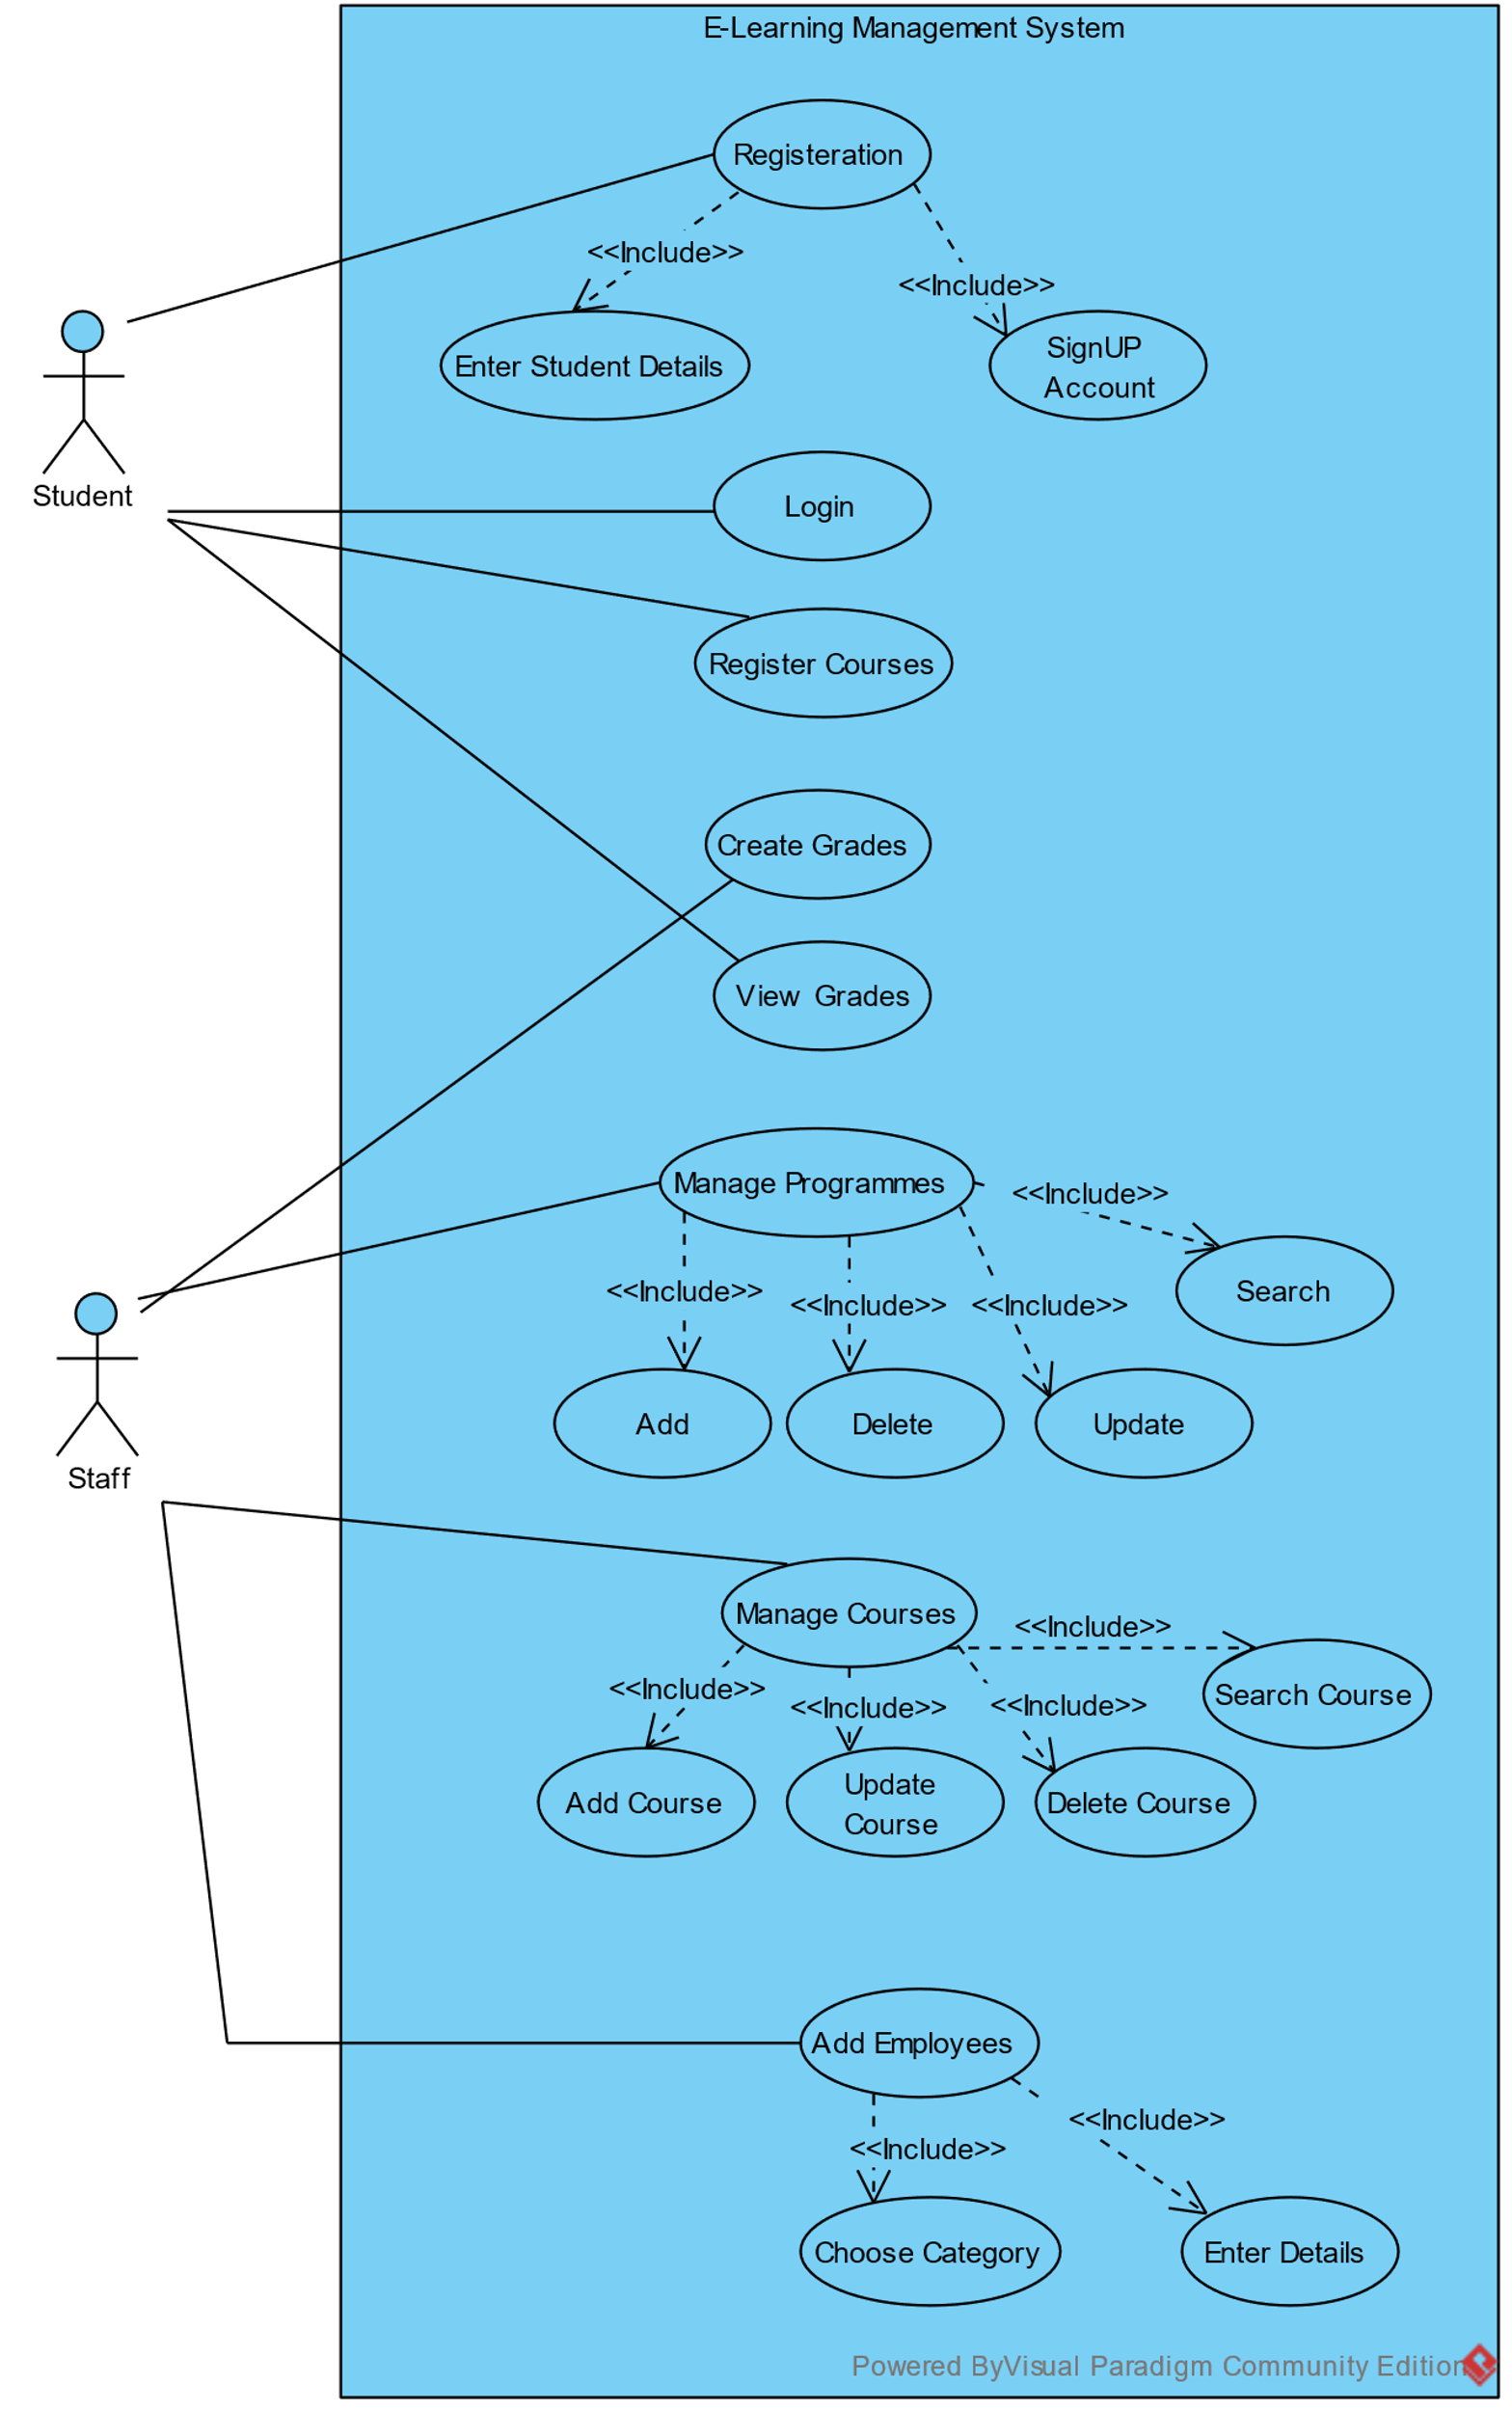 E-Learning Management System
Registeration
<<Include>>
<<Include>>
Enter Student Details
SignUP
Account
Student
Login
Register Courses
Create Grades
View Grades
Manage Programmes
<<Include>>
<<Include>>
<<Include>>
<<Include>>
Search
Add
Delete
Update
Staff
Manage Courses
<<Include>>
<<Include>>
<<Include>>
<<Include>>
Search Course
Add Course
Update
Course
Delete Course
Add Employees
<<Include>>
<<Include>>
Choose Category
Enter Details
Powered ByVisual Paradigm Community Edition